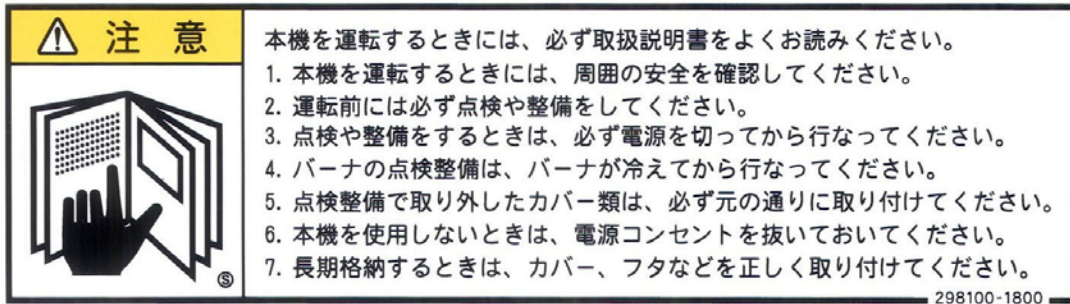 注 意
本機を運転するときには、必ず取扱説明書をよくお読みください。
1. 本機を運転するときには、周囲の安全を確認してください。
2. 運転前には必ず点検や整備をしてください。
3. 点検や整備をするときは、必ず電源を切ってから行なってください。
4. バーナの点検整備は、バーナが冷えてから行なってください。
5. 点検整備で取り外したカバー類は、必ず元の通りに取り付けてください。
6. 本機を使用しないときは、電源コンセントを抜いておいてください。
7. 長期格納するときは、カバー、フタなどを正しく取り付けてください。
Ⓢ
298100-1800